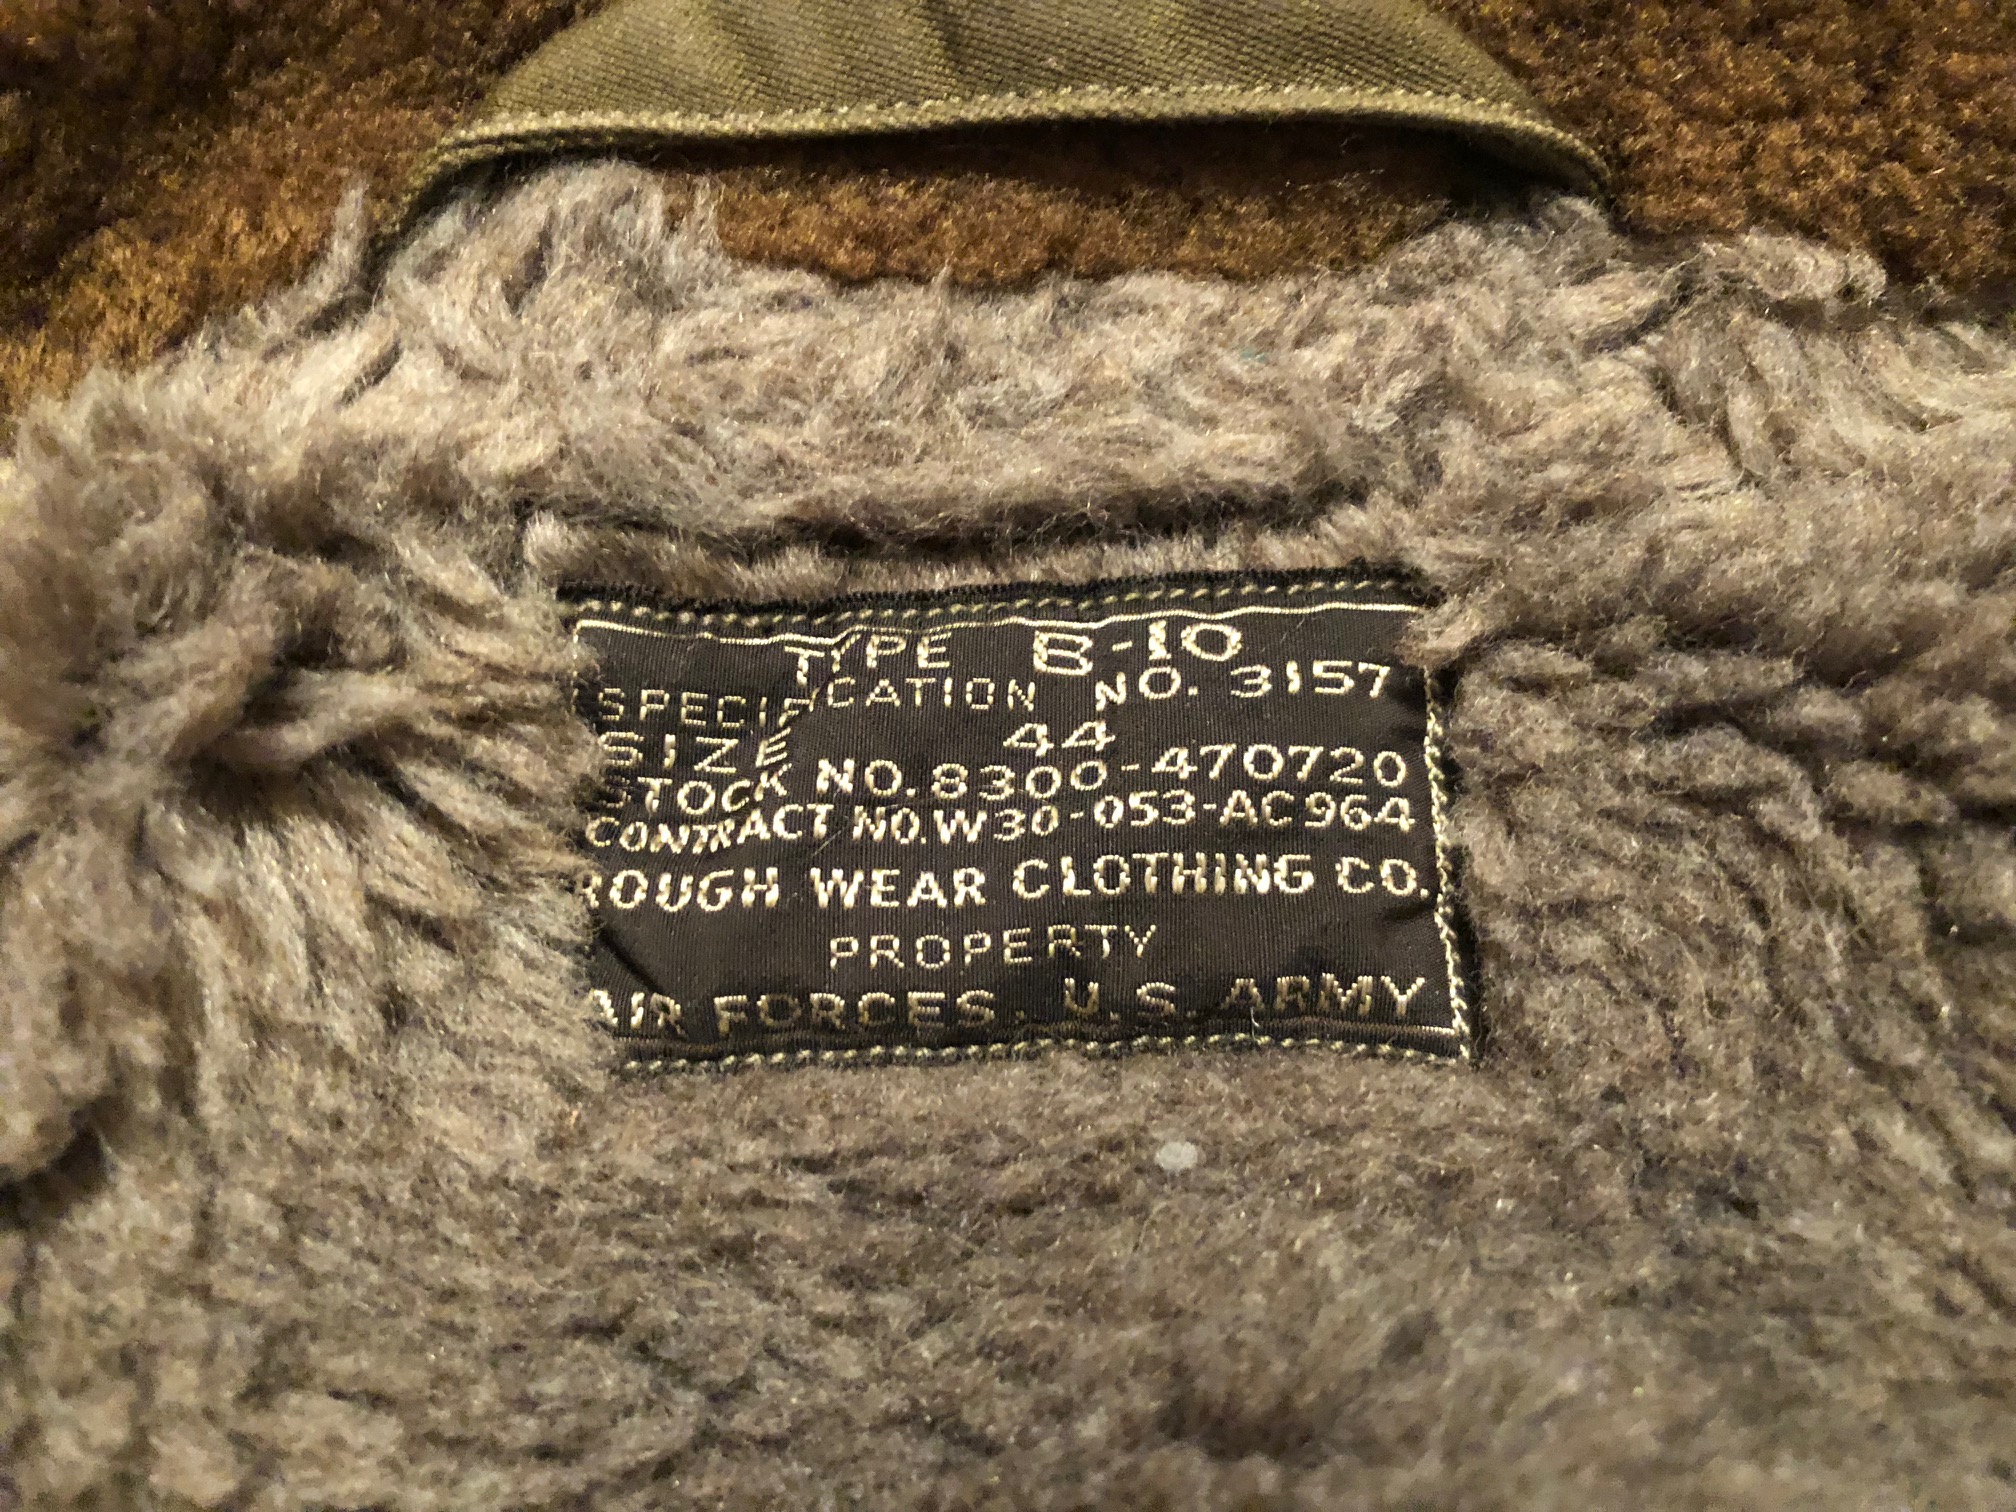 TYPE B-10
SPECIFICATION NO. 3157
SIZE 44
STOCK NO. 8300-470720
CONTRACT NO. W30-053-AC964
ROUGH WEAR CLOTHING CO.
PROPERTY
AIR FORCES, U.S. ARMY